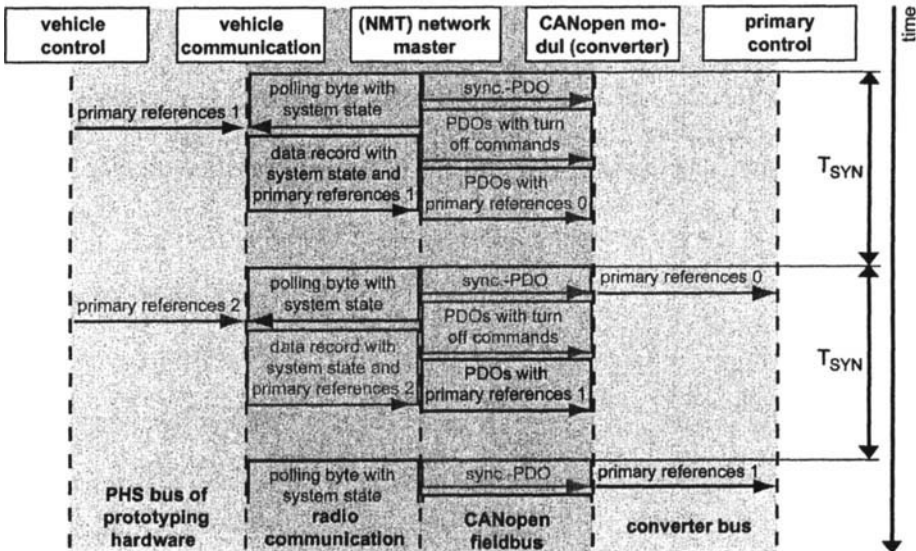 vehicle
control
vehicle
communication
(NMT) network
master
CANopen mo-
dul (converter)
primary
control
time
primary references 1
polling byte with
system state
data record with
system state and
primary references 1
sync.-PDO
PDOs with turn
off commands
PDOs with
primary references 0
TSYN
primary references 2
polling byte with
system state
data record with
system state and
primary references 2
sync.-PDO
PDOs with turn
off commands
PDOs with
primary references 1
primary references 0
TSYN
polling byte with
system state
sync.-PDO
primary references 1
PHS bus of
prototyping
hardware
radio
communication
CANopen
fieldbus
converter bus